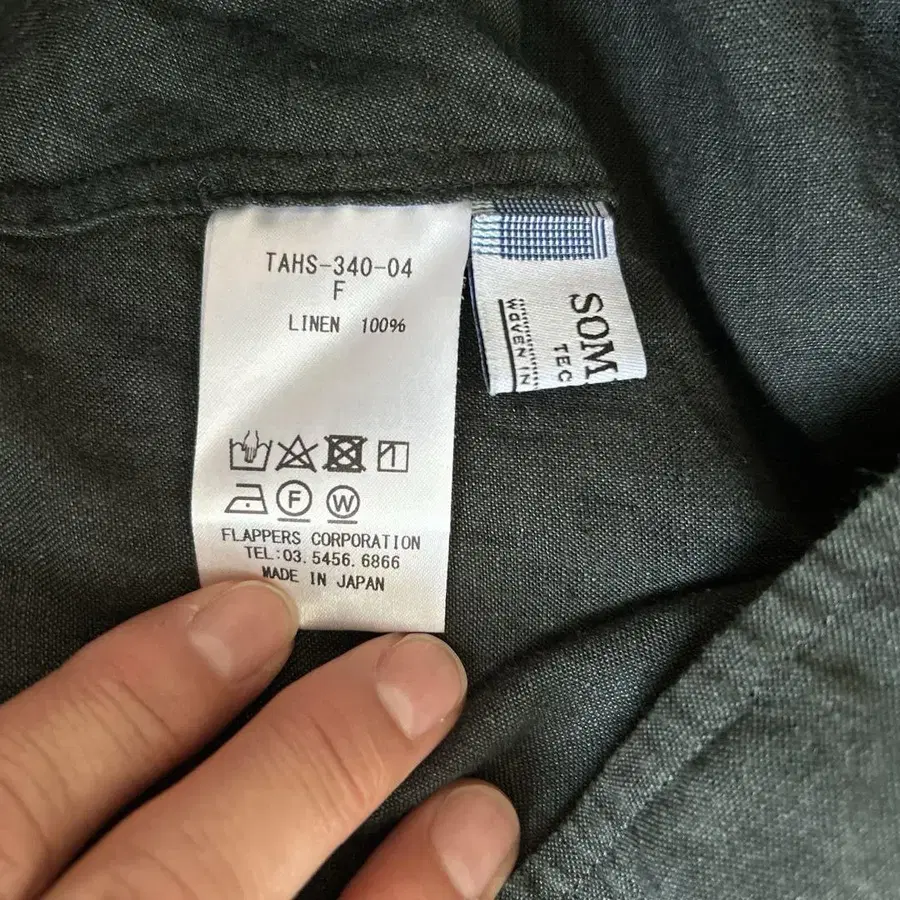 TAHS-340-04
F
LINEN 100%
F
W
FLAPPERS CORPORATION
TEL:03.5456.6866
MADE IN JAPAN
SOM
TEC
WOVEN IN